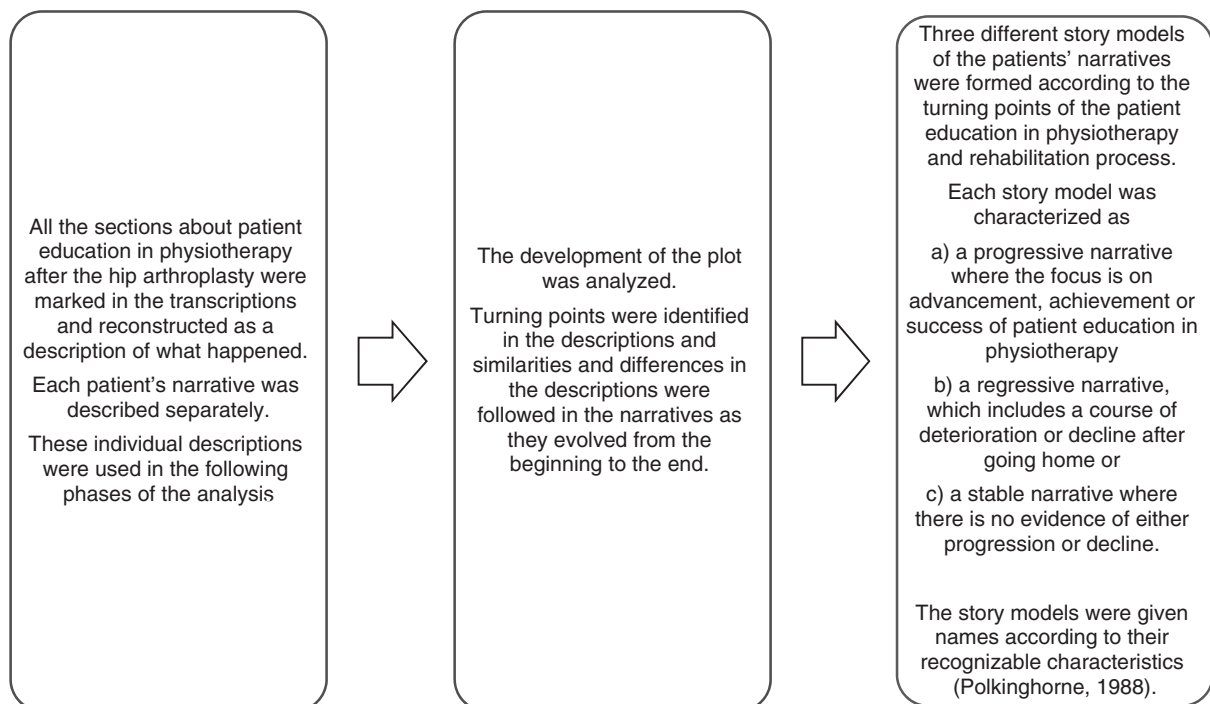 All the sections about patient
education in physiotherapy
after the hip arthroplasty were
marked in the transcriptions
and reconstructed as a
description of what happened.
Each patient's narrative was
described separately.
These individual descriptions
were used in the following
phases of the analysis
The development of the plot
was analyzed.
Turning points were identified
in the descriptions and
similarities and differences in
the descriptions were
followed in the narratives as
they evolved from the
beginning to the end.
Three different story models
of the patients' narratives
were formed according to the
turning points of the patient
education in physiotherapy
and rehabilitation process.
Each story model was
characterized as
a) a progressive narrative
where the focus is on
advancement, achievement or
success of patient education in
physiotherapy
b) a regressive narrative,
which includes a course of
deterioration or decline after
going home or
c) a stable narrative where
there is no evidence of either
progression or decline.
The story models were given
names according to their
recognizable characteristics
(Polkinghorne, 1988).